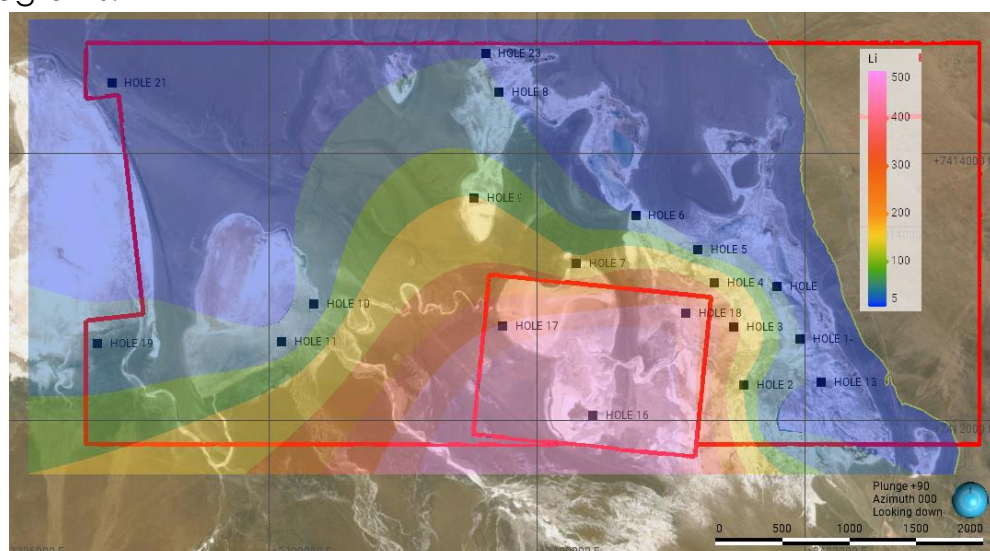 HOLE 23
HOLE 21
HOLE 8
Li
500
400
300
200
100
5
+7414000
HOLE 9
HOLE 6
HOLE 5
HOLE 7
HOLE 4
HOLE
HOLE 10
HOLE 18
HOLE 17
HOLE 3
HOLE 1-
HOLE 19
HOLE 11
HOLE 2
HOLE 13
HOLE 16
+7412000
Plunge +90
Azimuth 000
Looking down
0 500 1000 1500 2000